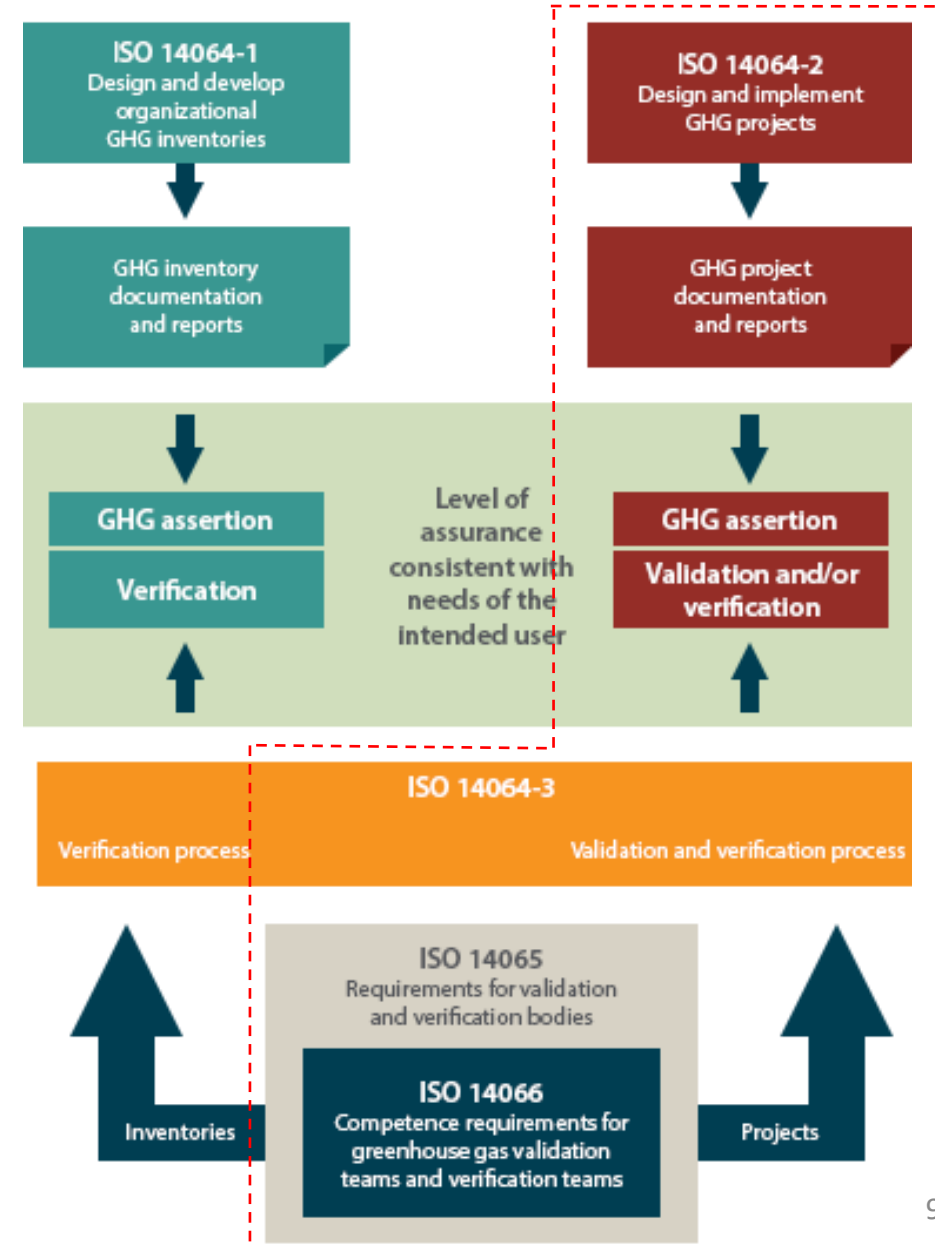 ISO 14064-1
Design and develop
organizational
GHG inventories
ISO 14064-2
Design and implement
GHG projects
GHG inventory
documentation
and reports
GHG project
documentation
and reports
GHG assertion
Verification
Level of
assurance
consistent with
needs of the
intended user
GHG assertion
Validation and/or
verification
ISO 14064-3
Verification process
Validation and verification process
ISO 14065
Requirements for validation
and verification bodies
ISO 14066
Competence requirements for
greenhouse gas validation
teams and verification teams
Inventories
Projects
9